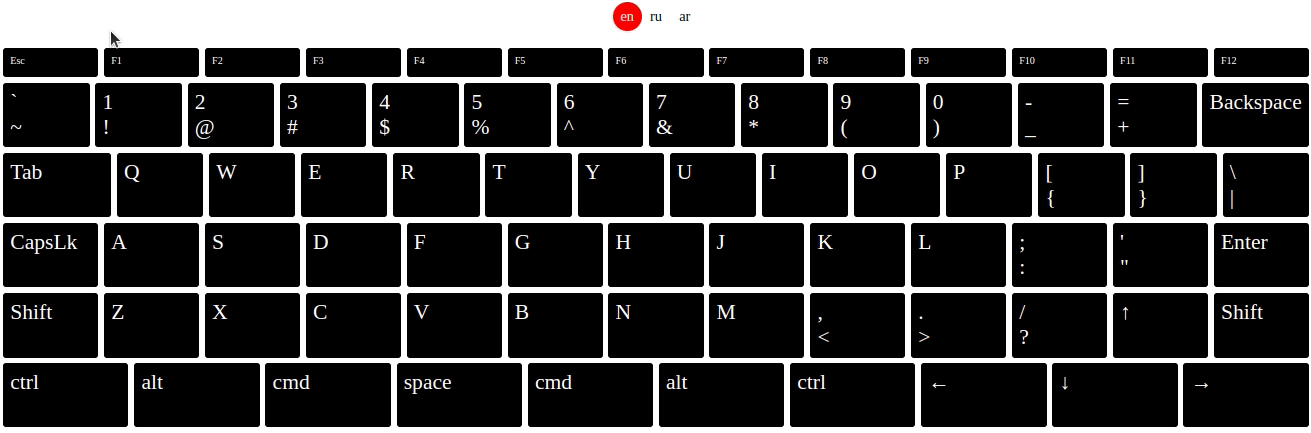 en ru ar
Esc F1 F2 F3 F4 F5 F6 F7 F8 F9 F10 F11 F12
` 1 2 3 4 5 6 7 8 9 0 - = Backspace
~ ! @ # $ % ^ & * ( ) _ +
Tab Q W E R T Y U I O P [ ] \
{ } |
CapsLk A S D F G H J K L ; ' Enter
: "
Shift Z X C V B N M , . / ↑ Shift
< > ?
ctrl alt cmd space cmd alt ctrl ← ↓ →